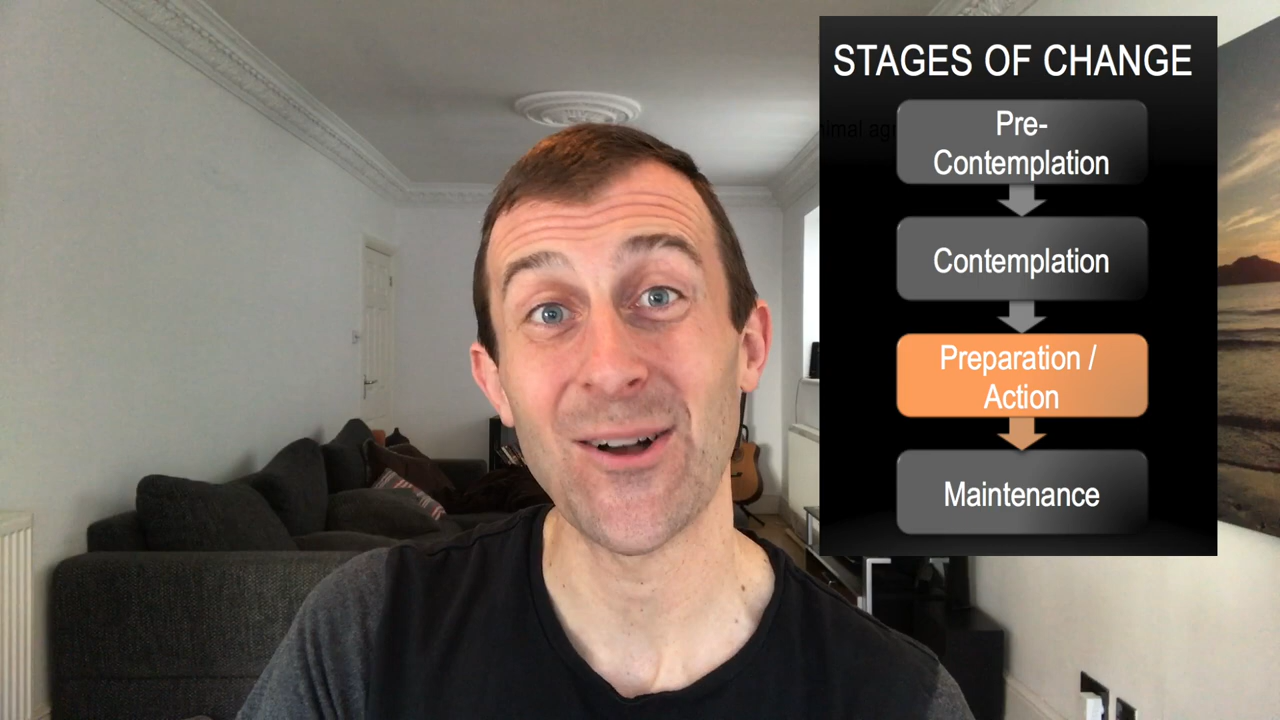 STAGES OF CHANGE
Pre-
Contemplation
Contemplation
Preparation /
Action
Maintenance